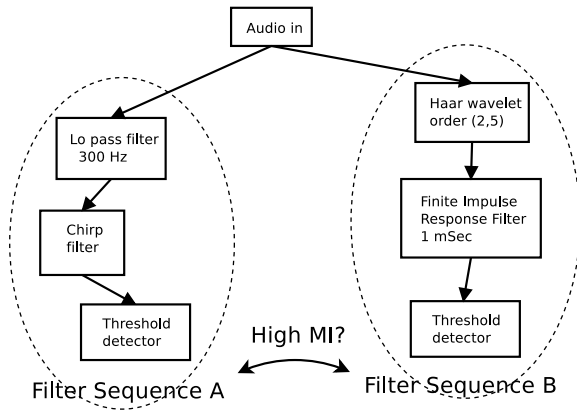 Audio in
Lo pass filter
300 Hz
Chirp
filter
Threshold
detector
Filter Sequence A
High MI?
Haar wavelet
order (2,5)
Finite Impulse
Response Filter
1 mSec
Threshold
detector
Filter Sequence B